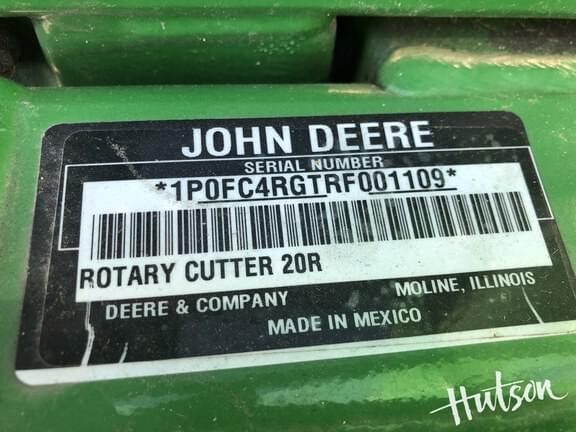 JOHN DEERE
SERIAL NUMBER
*1P0FC4RGTRF001109*
ROTARY CUTTER 20R
DEERE & COMPANY MOLINE, ILLINOIS
MADE IN MEXICO
Hutson